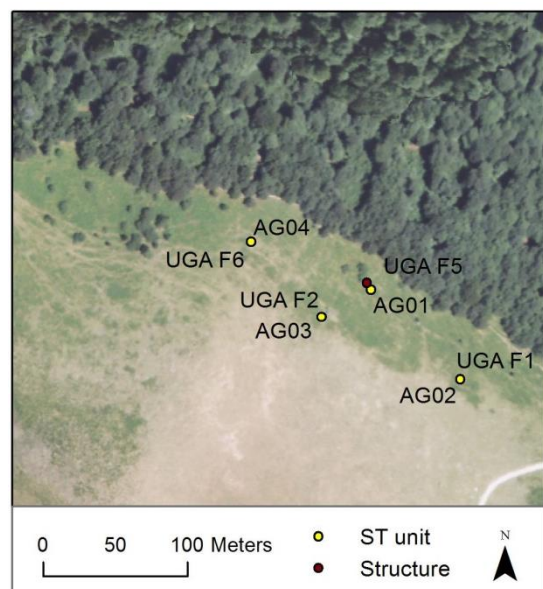 AG04
UGA F6
UGA F5
UGA F2
AG01
AG03
UGA F1
AG02
0 50 100 Meters
ST unit
Structure
N